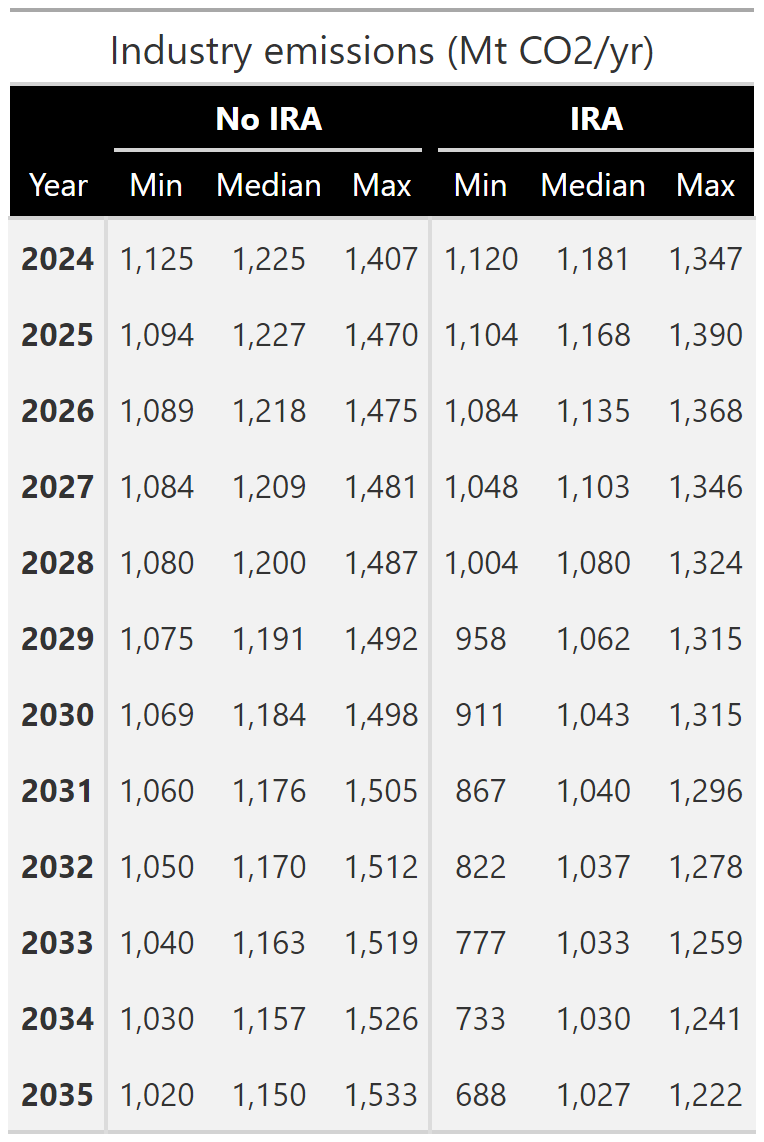 Industry emissions (Mt CO2/yr)
No IRA IRA
Year Min Median Max Min Median Max
2024 1,125 1,225 1,407 1,120 1,181 1,347
2025 1,094 1,227 1,470 1,104 1,168 1,390
2026 1,089 1,218 1,475 1,084 1,135 1,368
2027 1,084 1,209 1,481 1,048 1,103 1,346
2028 1,080 1,200 1,487 1,004 1,080 1,324
2029 1,075 1,191 1,492 958 1,062 1,315
2030 1,069 1,184 1,498 911 1,043 1,315
2031 1,060 1,176 1,505 867 1,040 1,296
2032 1,050 1,170 1,512 822 1,037 1,278
2033 1,040 1,163 1,519 777 1,033 1,259
2034 1,030 1,157 1,526 733 1,030 1,241
2035 1,020 1,150 1,533 688 1,027 1,222